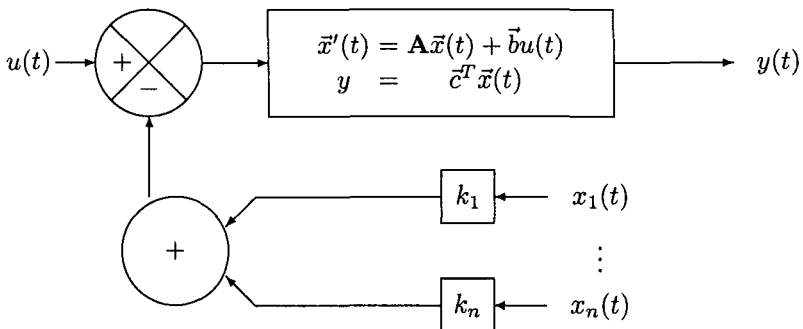 x⃗′(t) = Ax⃗(t) + b⃗u(t)
u(t) + − y = c⃗ᵀx⃗(t) y(t)
k₁ x₁(t)
+ ⋮
kₙ xₙ(t)